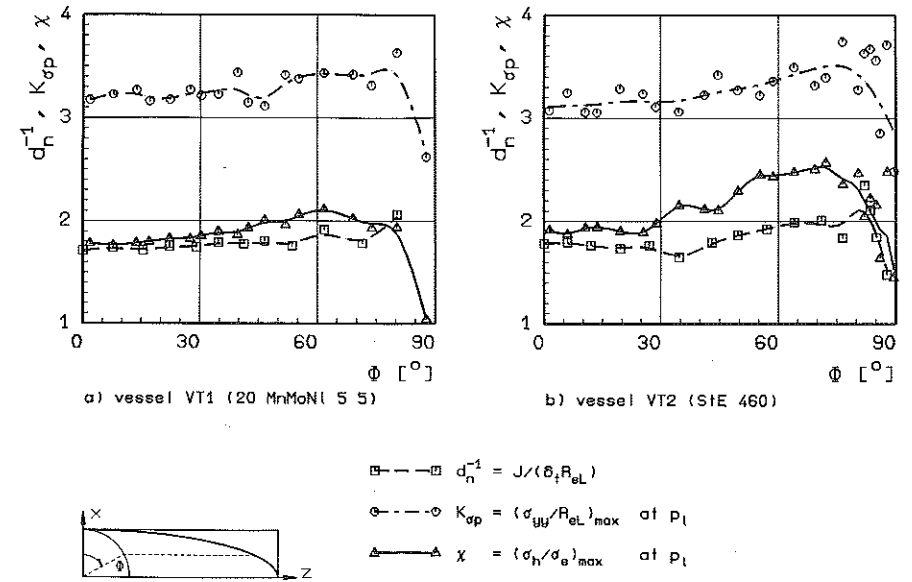 d_n^-1, K_σp, χ
4
3
2
1
0 30 60 90
Φ [°]
a) vessel VT1 (20 MnMoNi 5 5)
d_n^-1, K_σp, χ
4
3
2
1
0 30 60 90
Φ [°]
b) vessel VT2 (StE 460)
d_n^-1 = J/(δ_t R_eL)
K_σp = (σ_yy/R_eL)_max at p_l
χ = (σ_h/σ_e)_max at p_l
X
Φ
Z